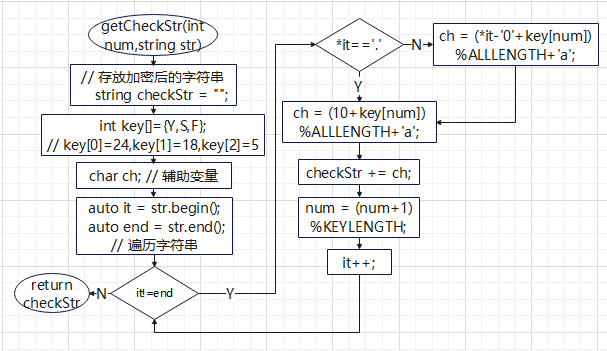 getCheckStr(int
num,string str)
// 存放加密后的字符串
string checkStr = "";
int key[]={Y,S,F};
// key[0]=24,key[1]=18,key[2]=5
char ch; // 辅助变量
auto it = str.begin();
auto end = str.end();
// 遍历字符串
it!=end
N
Y
return
checkStr
*it=='.'
N
Y
ch = (*it-'0'+key[num])
%ALLLENGTH+'a';
ch = (10+key[num])
%ALLLENGTH+'a';
checkStr += ch;
num = (num+1)
%KEYLENGTH;
it++;